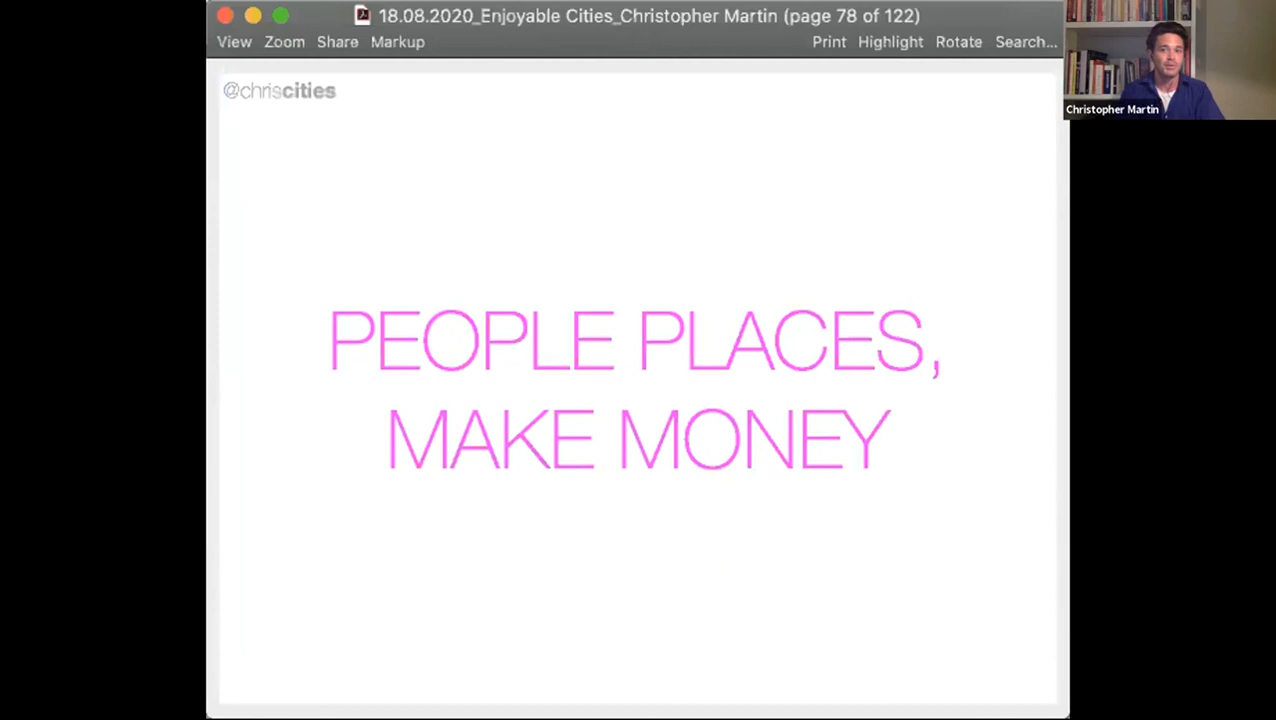 18.08.2020_Enjoyable Cities_Christopher Martin (page 78 of 122)
View Zoom Share Markup Print Highlight Rotate Search...
Christopher Martin
@chriscities
PEOPLE PLACES,
MAKE MONEY